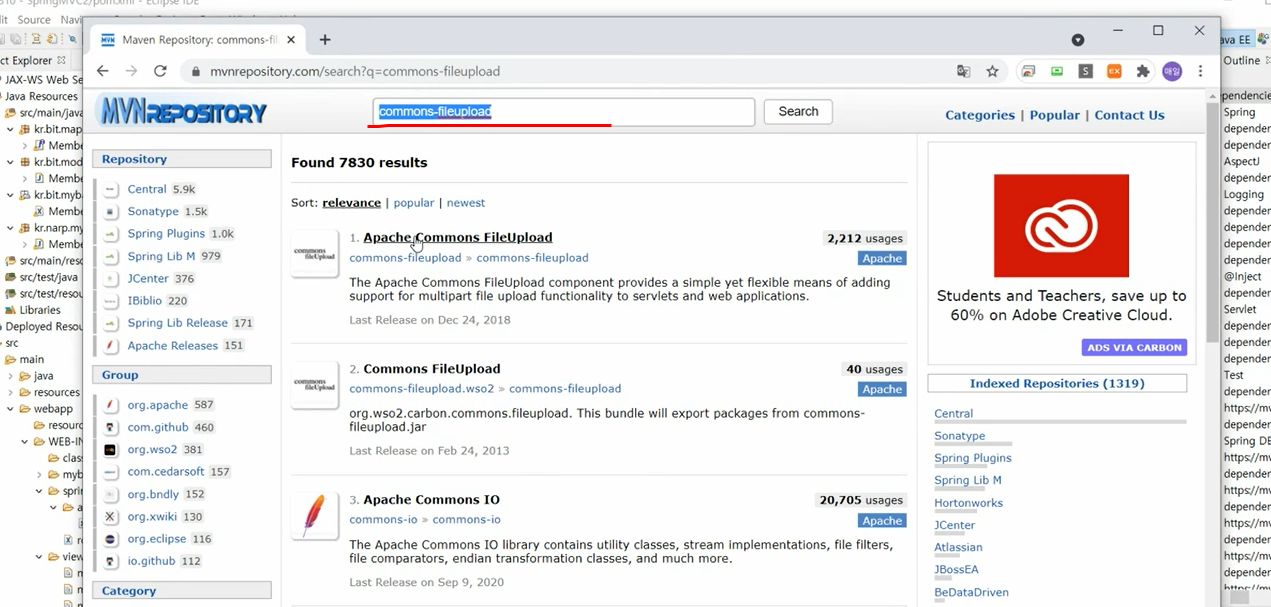 SpringMVC2/pom.xml - Eclipse IDE
Source
Maven Repository: commons-fil
mvnrepository.com/search?q=commons-fileupload
매일
Java EE
ct Explorer
Outline
JAX-WS Web Se
Java Resources
src/main/java
kr.bit.map
Membe
kr.bit.mod
Membe
kr.bit.myb
Membe
kr.narp.my
Membe
src/main/reso
src/test/java
src/test/resou
Libraries
Deployed Resou
src
main
java
resources
webapp
resourc
WEB-IN
class
myb
sprin
view
MVNREPOSITORY
commons-fileupload
Search
Categories | Popular | Contact Us
Repository
Central 5.9k
Sonatype 1.5k
Spring Plugins 1.0k
Spring Lib M 979
JCenter 376
IBiblio 220
Spring Lib Release 171
Apache Releases 151
Group
org.apache 587
com.github 460
org.wso2 381
com.cedarsoft 157
org.bndly 152
org.xwiki 130
org.eclipse 116
io.github 112
Category
Found 7830 results
Sort: relevance | popular | newest
1. Apache Commons FileUpload
2,212 usages
commons-fileupload » commons-fileupload
Apache
The Apache Commons FileUpload component provides a simple yet flexible means of adding
support for multipart file upload functionality to servlets and web applications.
Last Release on Dec 24, 2018
2. Commons FileUpload
40 usages
commons-fileupload.wso2 » commons-fileupload
Apache
org.wso2.carbon.commons.fileupload. This bundle will export packages from commons-
fileupload.jar
Last Release on Feb 24, 2013
3. Apache Commons IO
20,705 usages
commons-io » commons-io
Apache
The Apache Commons IO library contains utility classes, stream implementations, file filters,
file comparators, endian transformation classes, and much more.
Last Release on Sep 9, 2020
Students and Teachers, save up to
60% on Adobe Creative Cloud.
ADS VIA CARBON
Indexed Repositories (1319)
Central
Sonatype
Spring Plugins
Spring Lib M
Hortonworks
JCenter
Atlassian
JBossEA
BeDataDriven
pendencie
Spring
depender
depender
AspectJ
depender
Logging
depender
depender
depender
depender
@Inject
depender
Servlet
depender
depender
depender
Test
depender
https://mv
depender
Spring DE
https://mv
depender
https://mv
depender
https://mv
depender
https://mv
depender